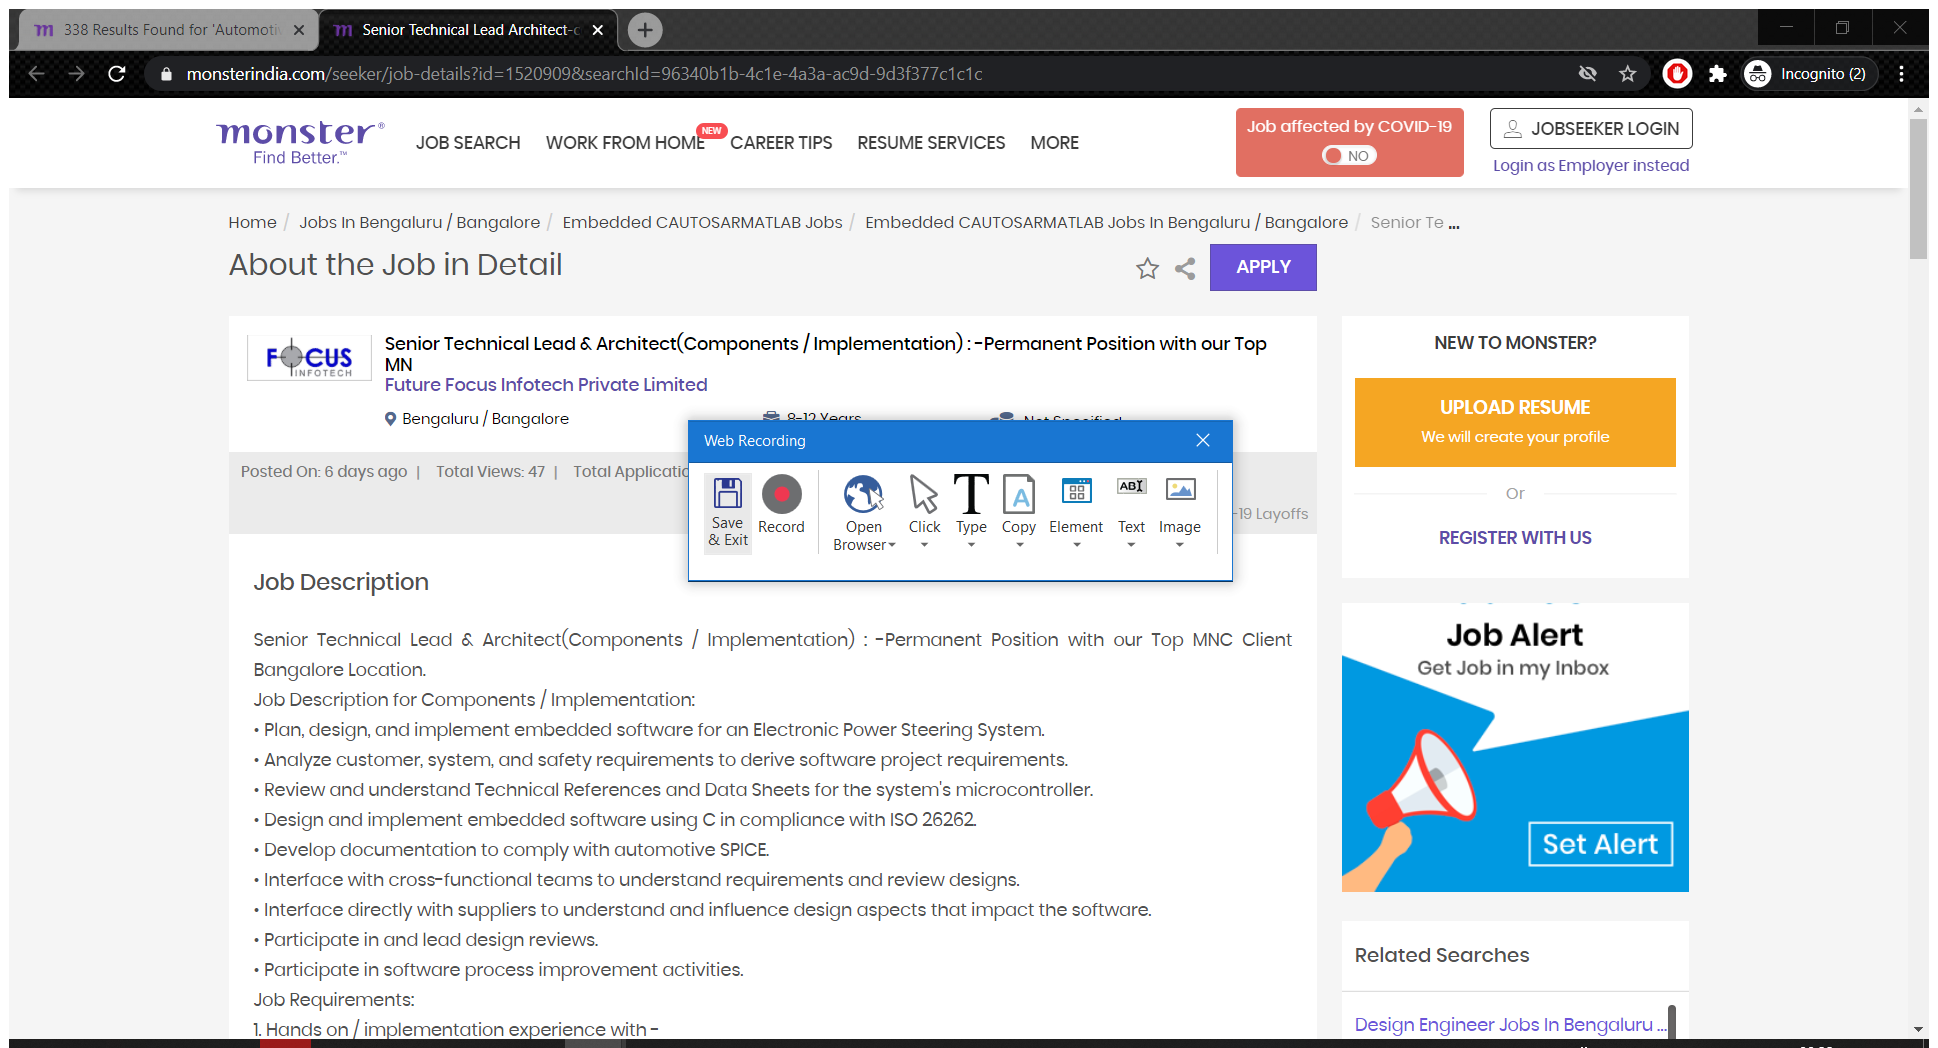 338 Results Found for 'Automoti
Senior Technical Lead Architect-c
monsterindia.com/seeker/job-details?id=1520909&searchId=96340b1b-4c1e-4a3a-ac9d-9d3f377c1c1c
Incognito (2)
monster®
Find Better.™
JOB SEARCH
WORK FROM HOME
NEW
CAREER TIPS
RESUME SERVICES
MORE
Job affected by COVID-19
NO
JOBSEEKER LOGIN
Login as Employer instead
Home / Jobs In Bengaluru / Bangalore / Embedded CAUTOSARMATLAB Jobs / Embedded CAUTOSARMATLAB Jobs In Bengaluru / Bangalore / Senior Te ...
About the Job in Detail
APPLY
FOCUS
INFOTECH
Senior Technical Lead & Architect(Components / Implementation) : -Permanent Position with our Top
MN
Future Focus Infotech Private Limited
Bengaluru / Bangalore
8-12 Years
Not Specified
Posted On: 6 days ago | Total Views: 47 | Total Applicatio
-19 Layoffs
Web Recording
Save
& Exit
Record
Open
Browser
Click
Type
Copy
Element
Text
Image
Job Description
Senior Technical Lead & Architect(Components / Implementation) : -Permanent Position with our Top MNC Client
Bangalore Location.
Job Description for Components / Implementation:
• Plan, design, and implement embedded software for an Electronic Power Steering System.
• Analyze customer, system, and safety requirements to derive software project requirements.
• Review and understand Technical References and Data Sheets for the system's microcontroller.
• Design and implement embedded software using C in compliance with ISO 26262.
• Develop documentation to comply with automotive SPICE.
• Interface with cross-functional teams to understand requirements and review designs.
• Interface directly with suppliers to understand and influence design aspects that impact the software.
• Participate in and lead design reviews.
• Participate in software process improvement activities.
Job Requirements:
1. Hands on / implementation experience with -
NEW TO MONSTER?
UPLOAD RESUME
We will create your profile
Or
REGISTER WITH US
Job Alert
Get Job in my Inbox
Set Alert
Related Searches
Design Engineer Jobs In Bengaluru ...